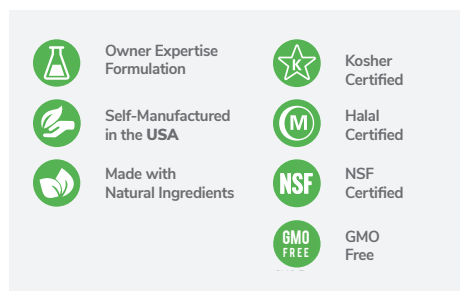 Owner Expertise
Formulation
Self-Manufactured
in the USA
Made with
Natural Ingredients
K
Kosher
Certified
M
Halal
Certified
NSF
NSF
Certified
GMO
FREE
GMO
Free